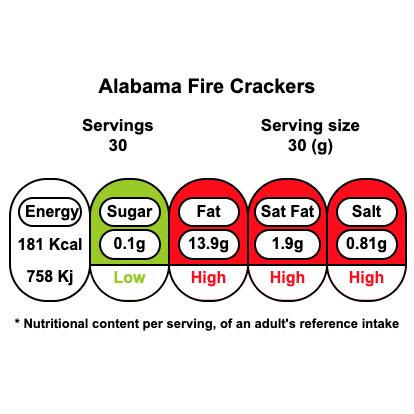 Alabama Fire Crackers
Servings
30
Serving size
30 (g)
Energy
181 Kcal
758 Kj
Sugar
0.1g
Low
Fat
13.9g
High
Sat Fat
1.9g
High
Salt
0.81g
High
* Nutritional content per serving, of an adult's reference intake